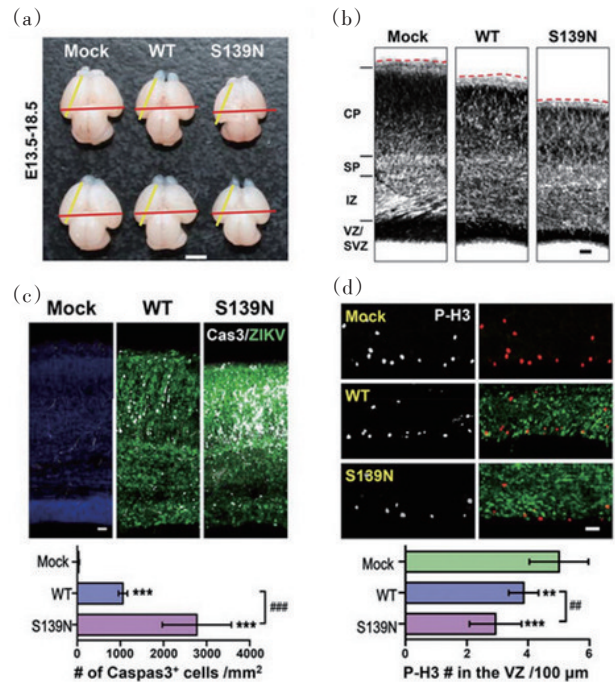 (a)
Mock WT S139N
E13.5-18.5
(b)
Mock WT S139N
CP
SP
IZ
VZ/
SVZ
(c)
Mock WT S139N
Cas3/ZIKV
Mock
WT
S139N
***
***
###
0 1000 2000 3000 4000
# of Caspas3⁺ cells /mm²
(d)
Mock P-H3
WT
S139N
Mock
WT
S139N
**
***
##
0 2 4 6
P-H3 # in the VZ /100 μm